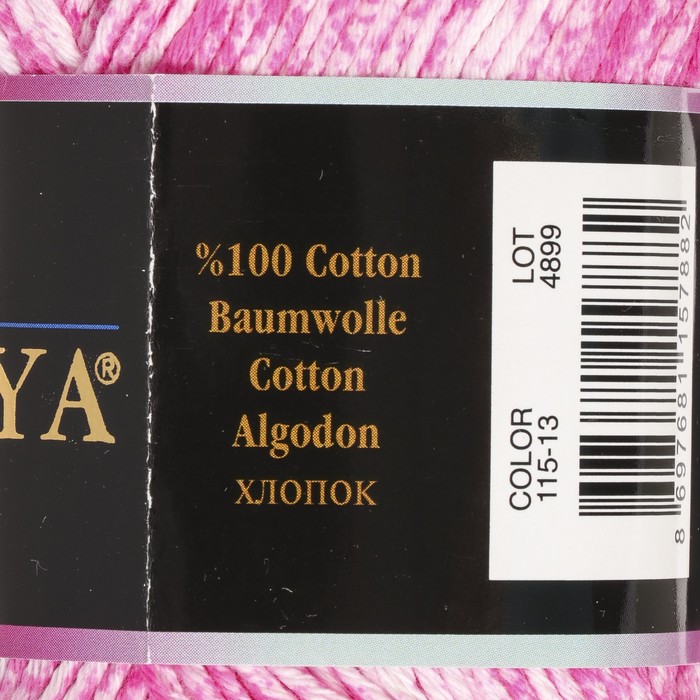 YA®
%100 Cotton
Baumwolle
Cotton
Algodon
ХЛОПОК
LOT
4899
COLOR
115-13
8 697681 157882